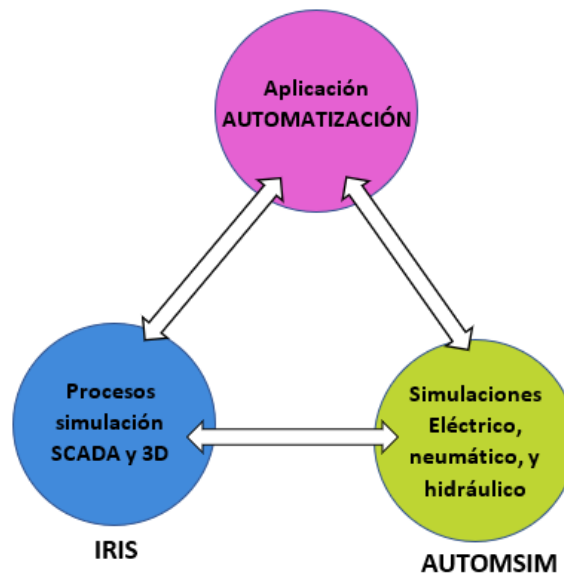 Aplicación
AUTOMATIZACIÓN
Procesos
simulación
SCADA y 3D
IRIS
Simulaciones
Eléctrico,
neumático, y
hidráulico
AUTOMSIM